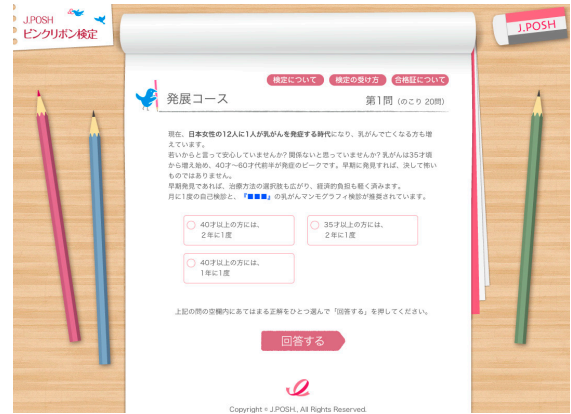 J.POSH
ピンクリボン検定
J.POSH
検定について 検定の受け方 合格証について
発展コース 第1問 (のこり 20問)
現在、日本女性の12人に1人が乳がんを発症する時代になり、乳がんで亡くなる方も増
えています。
若いからと言って安心していませんか? 関係ないと思っていませんか? 乳がんは35才頃
から増え始め、40才〜60才代前半が発症のピークです。早期に発見すれば、決して怖い
ものではありません。
早期発見であれば、治療方法の選択肢も広がり、経済的負担も軽く済みます。
月に1度の自己検診と、『■■■』の乳がんマンモグラフィ検診が推奨されています。
40才以上の方には、
2年に1度
35才以上の方には、
2年に1度
40才以上の方には、
1年に1度
上記の問の空欄内にあてはまる正解をひとつ選んで「回答する」を押してください。
回答する
Copyright © J.POSH., All Rights Reserved.